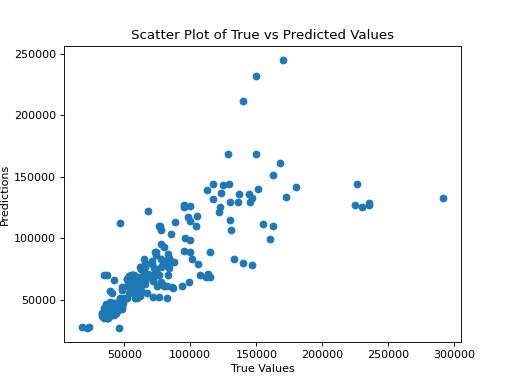 Scatter Plot of True vs Predicted Values
250000
200000
150000
100000
50000
Predictions
50000 100000 150000 200000 250000 300000
True Values